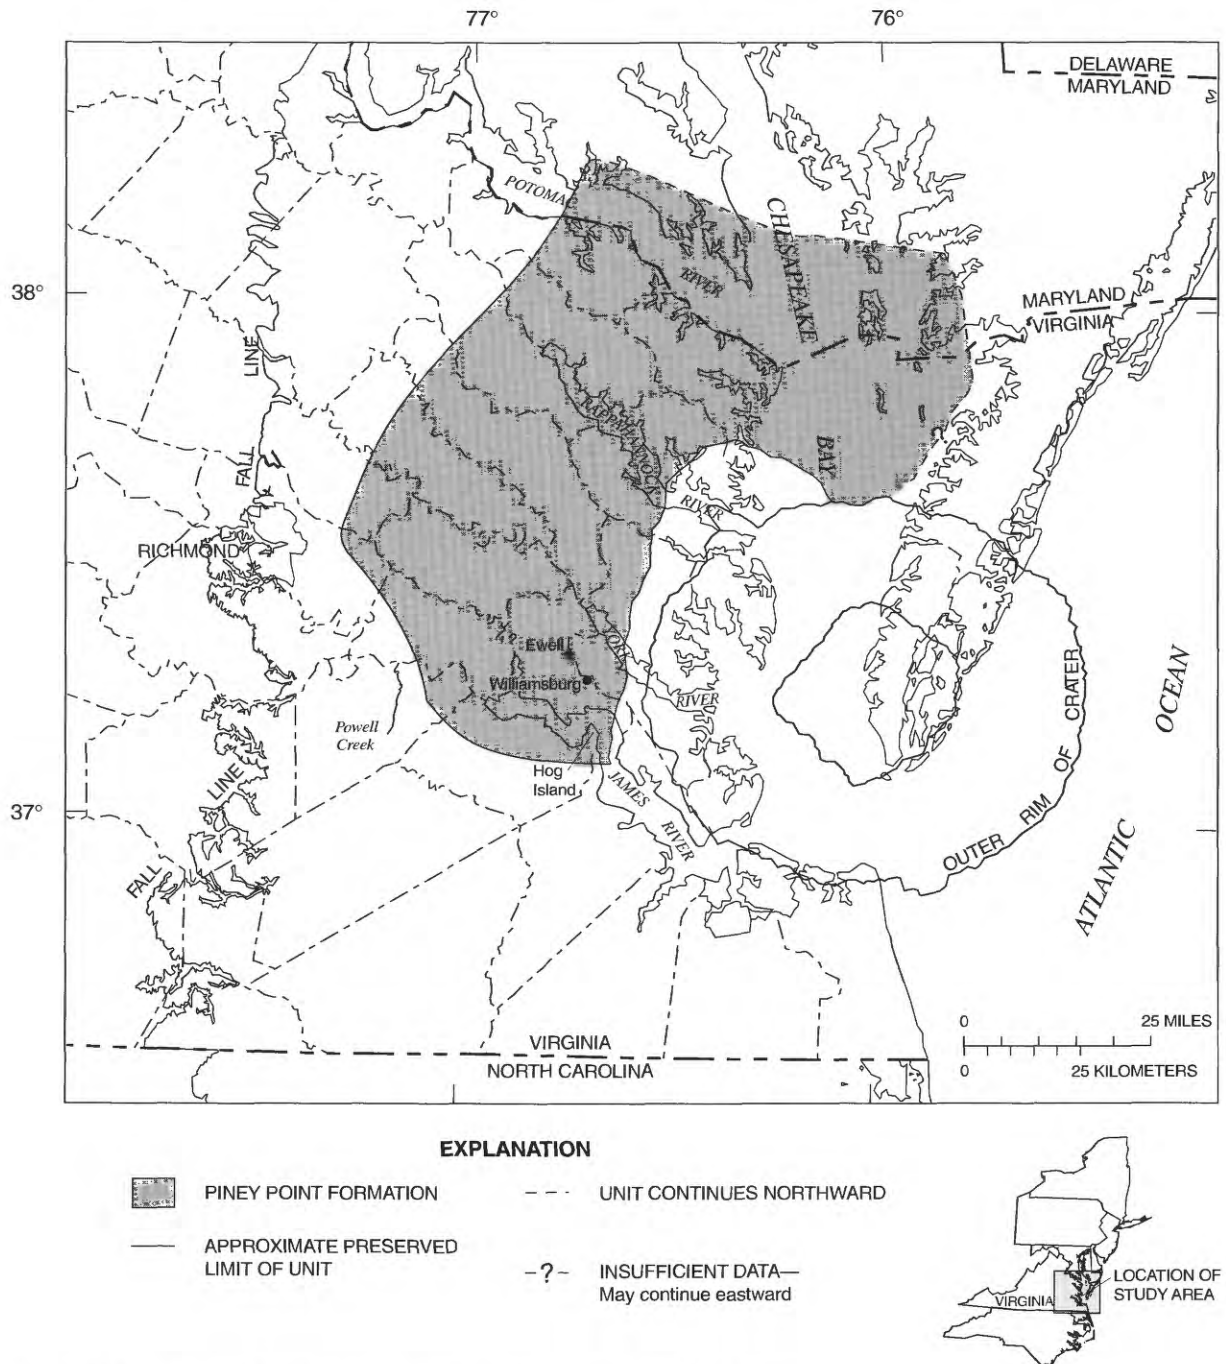 77°
76°
DELAWARE
MARYLAND
POTOMA
CHESAPEAKE
RIVER
38°
MARYLAND
VIRGINIA
LINE
RAPPAHANNOCK
BAY
FALL
RIVER
RICHMOND
YORK
Ewell
Williamsburg
RIVER
Powell
Creek
OUTER RIM OF CRATER
OCEAN
Hog
Island
JAMES
RIVER
LINE
37°
FALL
ATLANTIC
0 25 MILES
VIRGINIA
NORTH CAROLINA
0 25 KILOMETERS
EXPLANATION
PINEY POINT FORMATION
UNIT CONTINUES NORTHWARD
APPROXIMATE PRESERVED
LIMIT OF UNIT
-?- INSUFFICIENT DATA—
May continue eastward
VIRGINIA
LOCATION OF
STUDY AREA